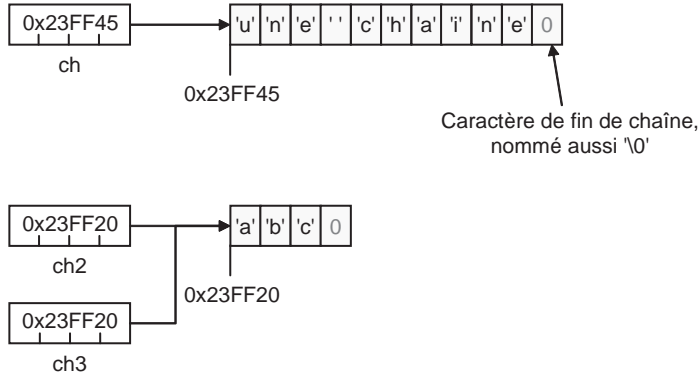 0x23FF45 'u' 'n' 'e' ' ' 'c' 'h' 'a' 'i' 'n' 'e' 0
ch
0x23FF45
Caractère de fin de chaîne,
nommé aussi '\0'
0x23FF20 'a' 'b' 'c' 0
ch2
0x23FF20
0x23FF20
ch3